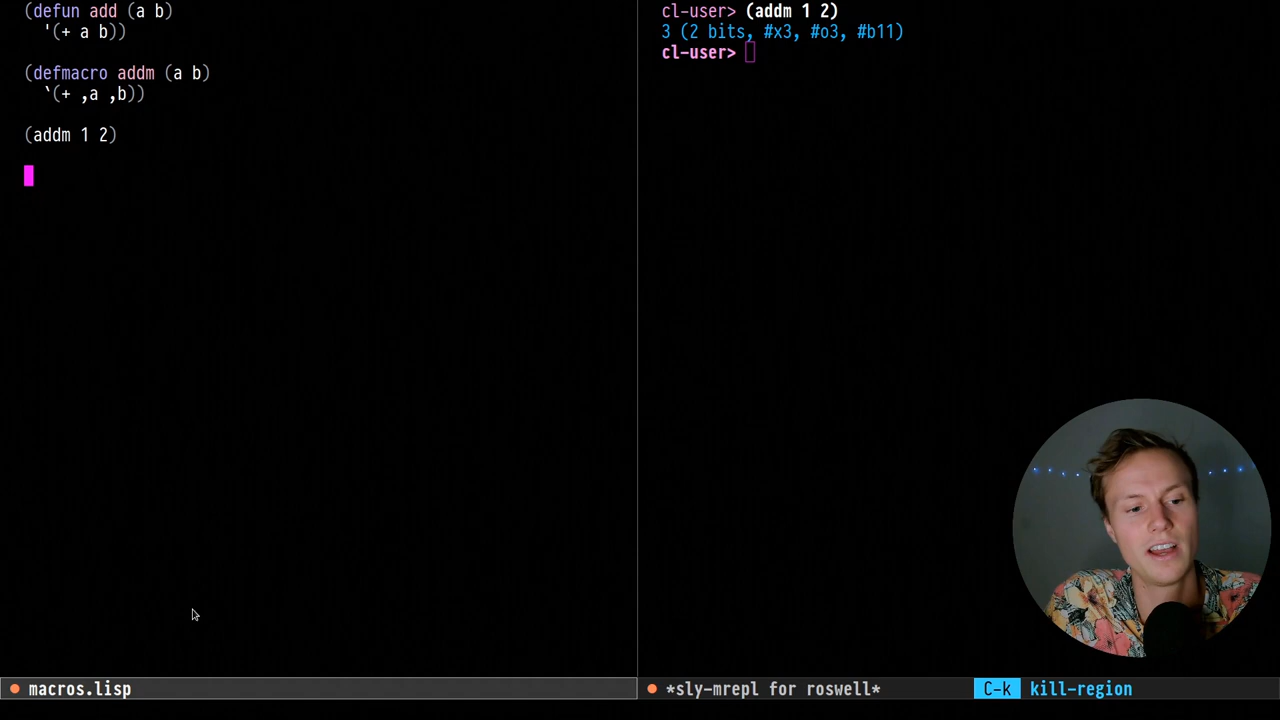 (defun add (a b)
'(+ a b))
(defmacro addm (a b)
`(+ ,a ,b))
(addm 1 2)
macros.lisp
cl-user> (addm 1 2)
3 (2 bits, #x3, #o3, #b11)
cl-user>
*sly-mrepl for roswell*
C-k kill-region